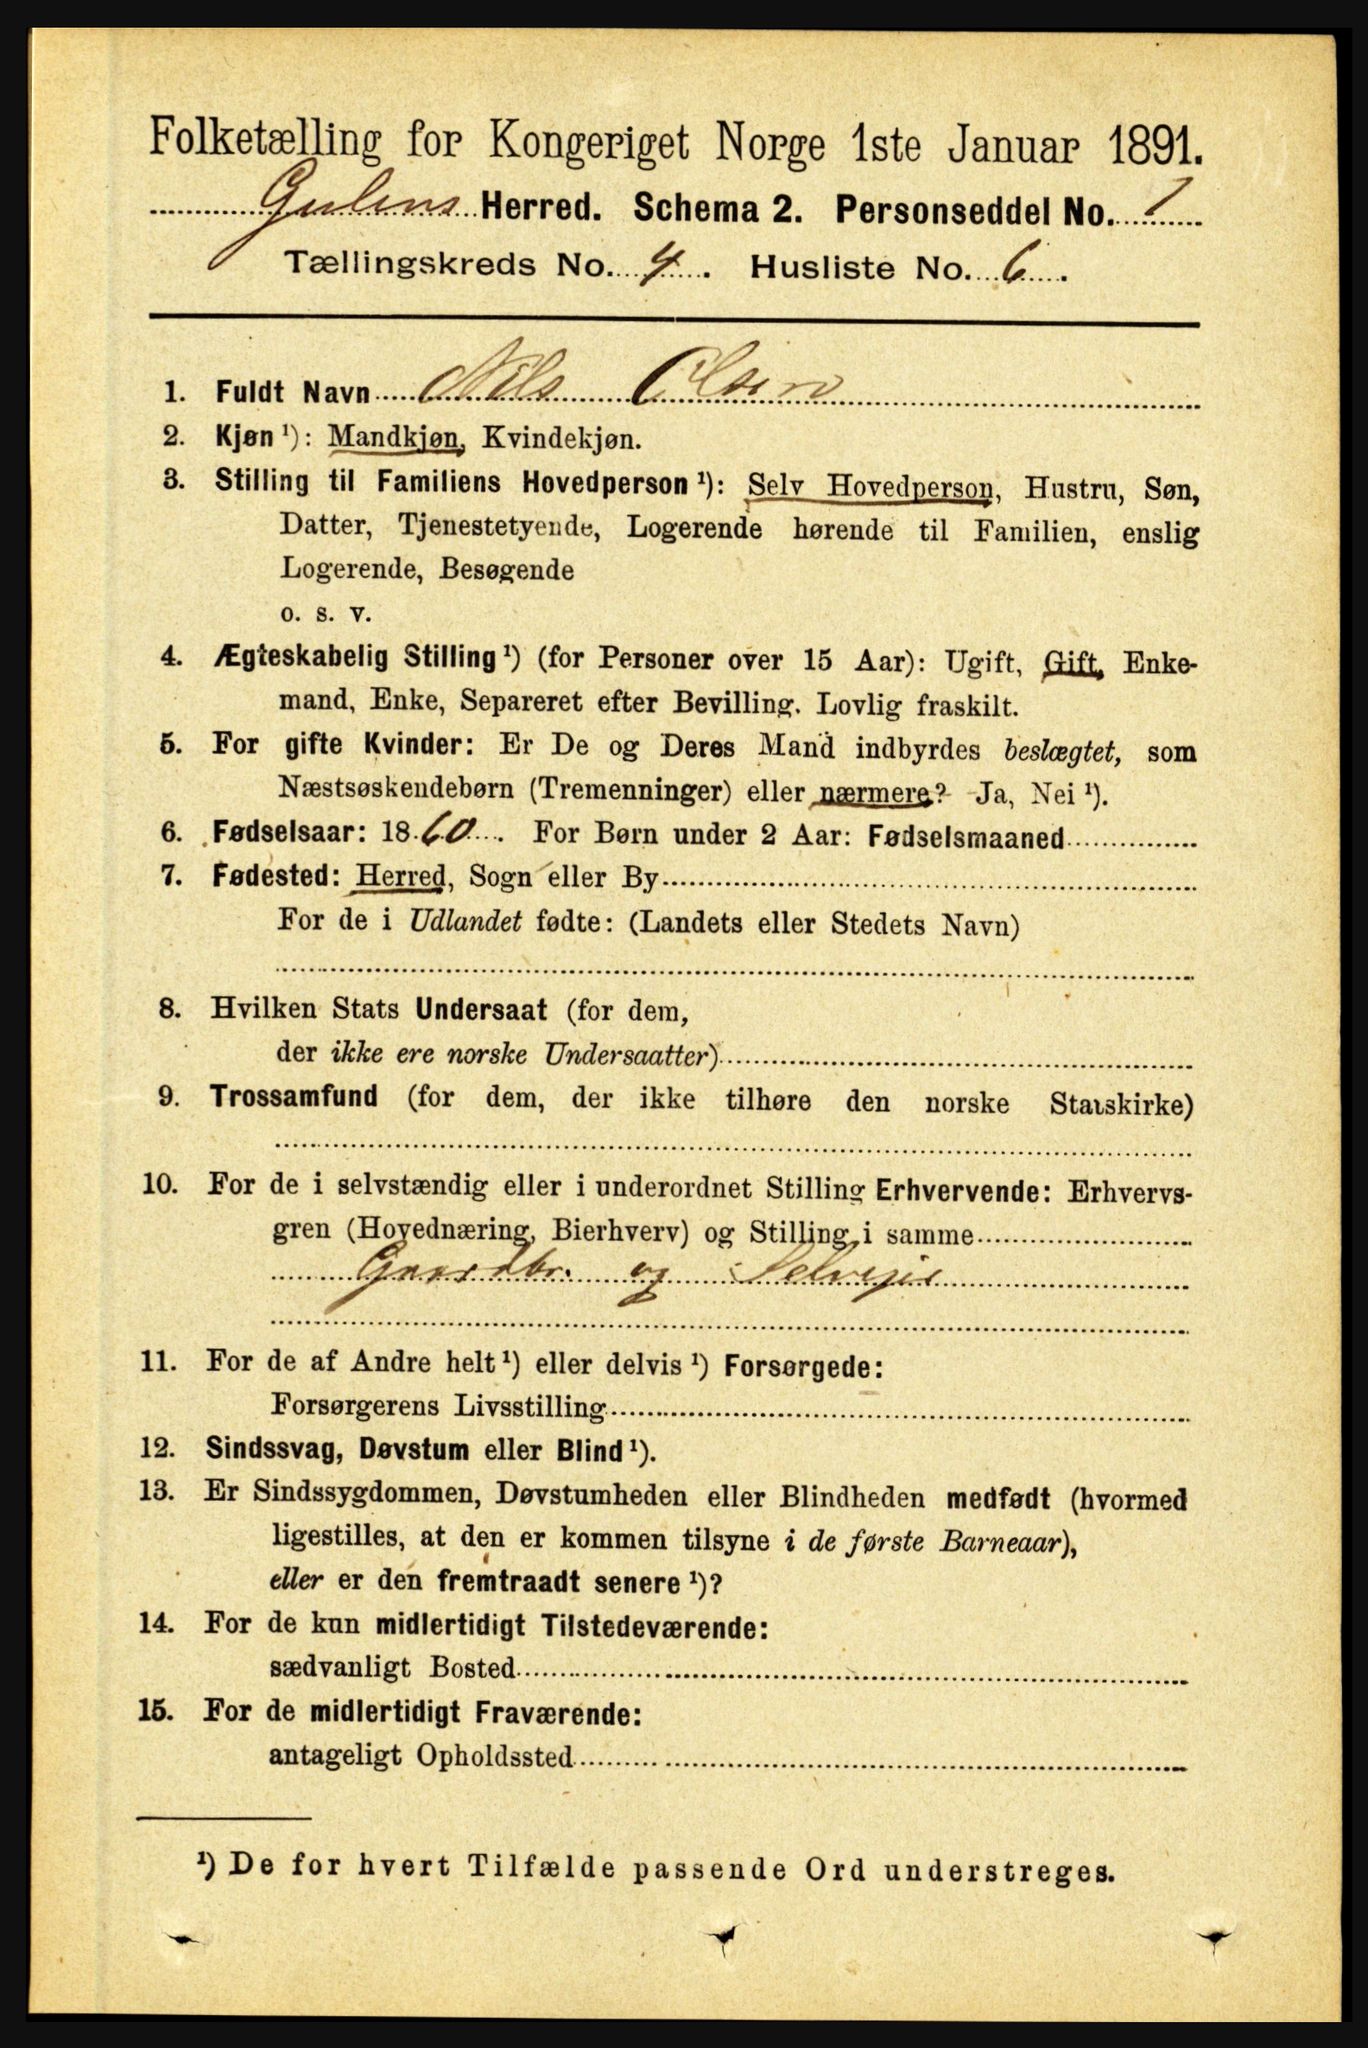 Folketælling for Kongeriget Norge 1ste Januar 1891.
Gulens Herred. Schema 2. Personseddel No. 1
Tællingskreds No. 4. Husliste No. 6.
1. Fuldt Navn Nils Olsen
2. Kjøn ¹): Mandkjøn, Kvindekjøn.
3. Stilling til Familiens Hovedperson ¹): Selv Hovedperson, Hustru, Søn,
Datter, Tjenestetyende, Logerende hørende til Familien, enslig
Logerende, Besøgende
o. s. v.
4. Ægteskabelig Stilling ¹) (for Personer over 15 Aar): Ugift, Gift, Enke-
mand, Enke, Separeret efter Bevilling. Lovlig fraskilt.
5. For gifte Kvinder: Er De og Deres Mand indbyrdes beslægtet, som
Næstsøskendebørn (Tremenninger) eller nærmere? Ja, Nei ¹).
6. Fødselsaar: 1860. For Børn under 2 Aar: Fødselsmaaned
7. Fødested: Herred, Sogn eller By
For de i Udlandet fødte: (Landets eller Stedets Navn)
8. Hvilken Stats Undersaat (for dem,
der ikke ere norske Undersaatter)
9. Trossamfund (for dem, der ikke tilhøre den norske Statskirke)
10. For de i selvstændig eller i underordnet Stilling Erhvervende: Erhvervs-
gren (Hovednæring, Bierhverv) og Stilling i samme
Gaardbr. og Selveier
11. For de af Andre helt ¹) eller delvis ¹) Forsørgede:
Forsørgerens Livsstilling
12. Sindssvag, Døvstum eller Blind ¹).
13. Er Sindssygdommen, Døvstumheden eller Blindheden medfødt (hvormed
ligestilles, at den er kommen tilsyne i de første Barneaar),
eller er den fremtraadt senere ¹)?
14. For de kun midlertidigt Tilstedeværende:
sædvanligt Bosted
15. For de midlertidigt Fraværende:
antageligt Opholdssted
¹) De for hvert Tilfælde passende Ord understreges.